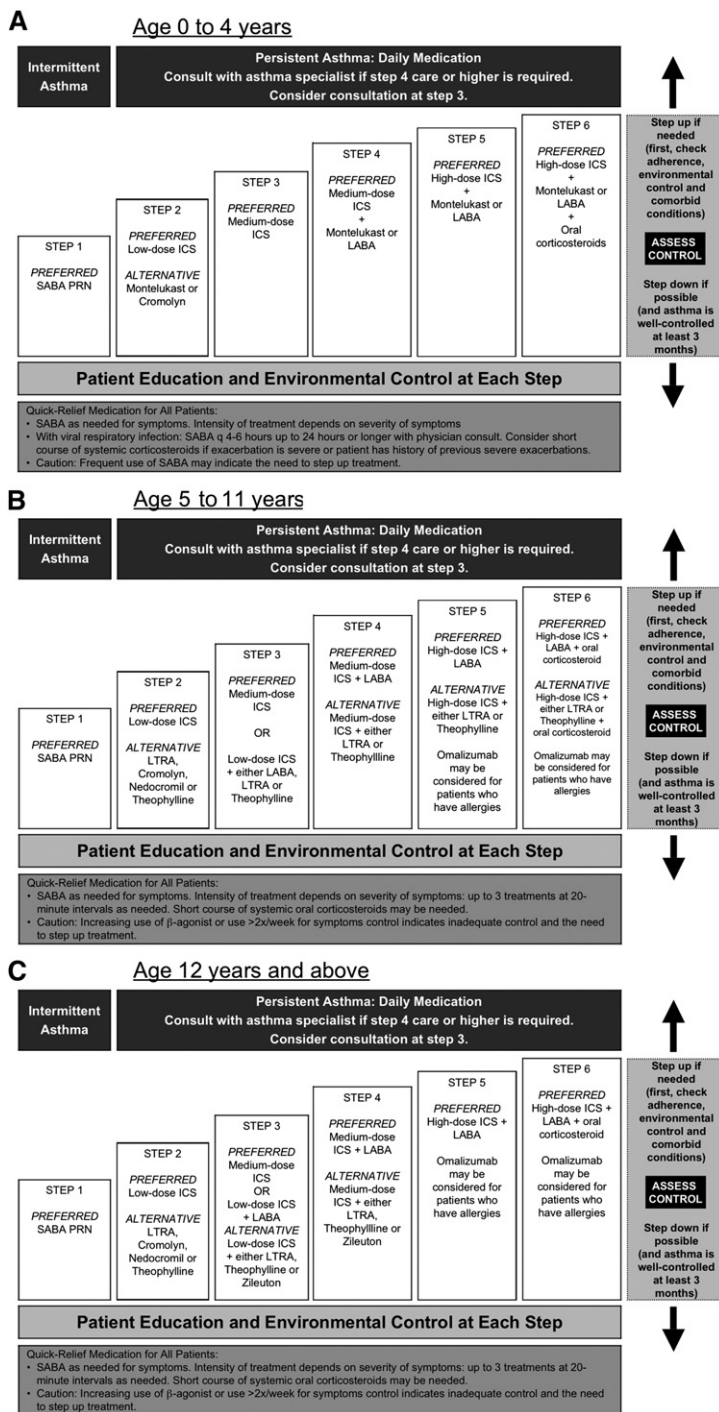 A
Age 0 to 4 years
Intermittent
Asthma
Persistent Asthma: Daily Medication
Consult with asthma specialist if step 4 care or higher is required.
Consider consultation at step 3.
STEP 1
PREFERRED
SABA PRN
STEP 2
PREFERRED
Low-dose ICS
ALTERNATIVE
Montelukast or
Cromolyn
STEP 3
PREFERRED
Medium-dose
ICS
STEP 4
PREFERRED
Medium-dose
ICS
+
Montelukast or
LABA
STEP 5
PREFERRED
High-dose ICS
+
Montelukast or
LABA
STEP 6
PREFERRED
High-dose ICS
+
Montelukast or
LABA
+
Oral
corticosteroids
Step up if
needed
(first, check
adherence,
environmental
control and
comorbid
conditions)
ASSESS
CONTROL
Step down if
possible
(and asthma is
well-controlled
at least 3
months)
Patient Education and Environmental Control at Each Step
Quick-Relief Medication for All Patients:
• SABA as needed for symptoms. Intensity of treatment depends on severity of symptoms
• With viral respiratory infection: SABA q 4-6 hours up to 24 hours or longer with physician consult. Consider short
course of systemic corticosteroids if exacerbation is severe or patient has history of previous severe exacerbations.
• Caution: Frequent use of SABA may indicate the need to step up treatment.
B
Age 5 to 11 years
Intermittent
Asthma
Persistent Asthma: Daily Medication
Consult with asthma specialist if step 4 care or higher is required.
Consider consultation at step 3.
STEP 1
PREFERRED
SABA PRN
STEP 2
PREFERRED
Low-dose ICS
ALTERNATIVE
LTRA,
Cromolyn,
Nedocromil or
Theophylline
STEP 3
PREFERRED
Medium-dose
ICS
OR
Low-dose ICS
+ either LABA,
LTRA or
Theophylline
STEP 4
PREFERRED
Medium-dose
ICS + LABA
ALTERNATIVE
Medium-dose
ICS + either
LTRA or
Theophyllline
STEP 5
PREFERRED
High-dose ICS +
LABA
ALTERNATIVE
High-dose ICS +
either LTRA or
Theophylline
Omalizumab
may be
considered for
patients who
have allergies
STEP 6
PREFERRED
High-dose ICS +
LABA + oral
corticosteroid
ALTERNATIVE
High-dose ICS +
either LTRA or
Theophylline +
oral corticosteroid
Omalizumab may
be considered for
patients who have
allergies
Step up if
needed
(first, check
adherence,
environmental
control and
comorbid
conditions)
ASSESS
CONTROL
Step down if
possible
(and asthma is
well-controlled
at least 3
months)
Patient Education and Environmental Control at Each Step
Quick-Relief Medication for All Patients:
• SABA as needed for symptoms. Intensity of treatment depends on severity of symptoms: up to 3 treatments at 20-
minute intervals as needed. Short course of systemic oral corticosteroids may be needed.
• Caution: Increasing use of β-agonist or use >2x/week for symptoms control indicates inadequate control and the need
to step up treatment.
C
Age 12 years and above
Intermittent
Asthma
Persistent Asthma: Daily Medication
Consult with asthma specialist if step 4 care or higher is required.
Consider consultation at step 3.
STEP 1
PREFERRED
SABA PRN
STEP 2
PREFERRED
Low-dose ICS
ALTERNATIVE
LTRA,
Cromolyn,
Nedocromil or
Theophylline
STEP 3
PREFERRED
Medium-dose
ICS
OR
Low-dose ICS
+ LABA
ALTERNATIVE
Low-dose ICS
+ either LTRA,
Theophylline or
Zileuton
STEP 4
PREFERRED
Medium-dose
ICS + LABA
ALTERNATIVE
Medium-dose
ICS + either
LTRA,
Theophyllline or
Zileuton
STEP 5
PREFERRED
High-dose ICS +
LABA
Omalizumab
may be
considered for
patients who
have allergies
STEP 6
PREFERRED
High-dose ICS +
LABA + oral
corticosteroid
Omalizumab
may be
considered for
patients who
have allergies
Step up if
needed
(first, check
adherence,
environmental
control and
comorbid
conditions)
ASSESS
CONTROL
Step down if
possible
(and asthma is
well-controlled
at least 3
months)
Patient Education and Environmental Control at Each Step
Quick-Relief Medication for All Patients:
• SABA as needed for symptoms. Intensity of treatment depends on severity of symptoms: up to 3 treatments at 20-
minute intervals as needed. Short course of systemic oral corticosteroids may be needed.
• Caution: Increasing use of β-agonist or use >2x/week for symptoms control indicates inadequate control and the need
to step up treatment.